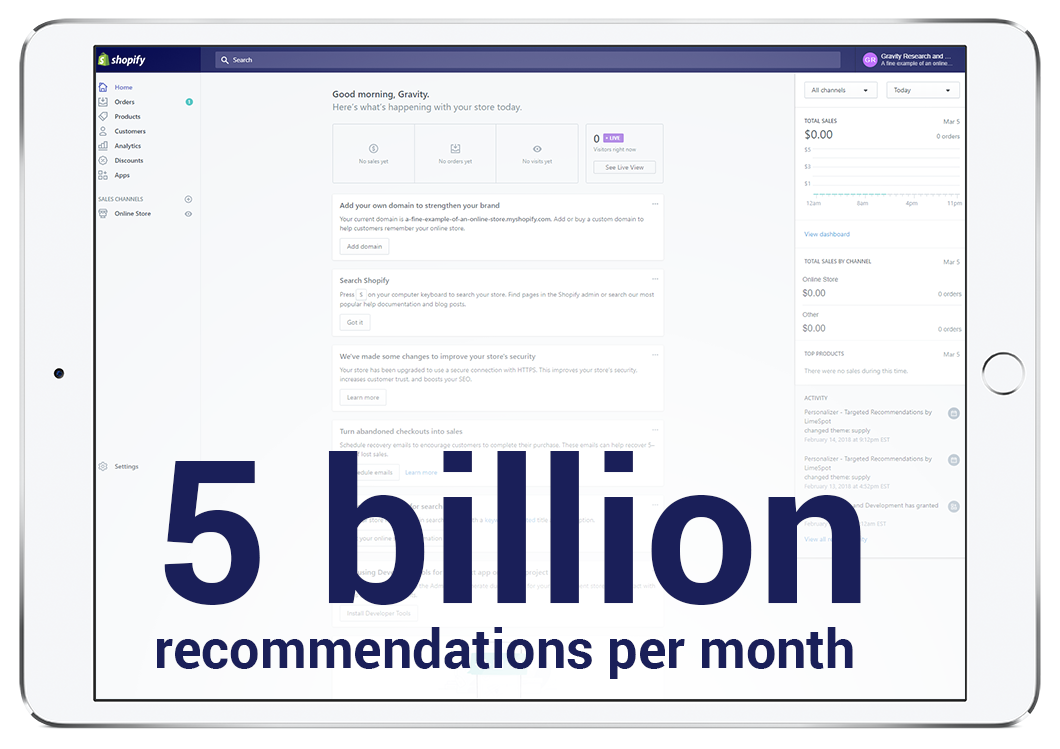 shopify
Search
GR
Gravity Research and ...
A fine example of an online...
Home
Orders
1
Products
Customers
Analytics
Discounts
Apps
SALES CHANNELS
Online Store
Settings
Good morning, Gravity.
Here's what's happening with your store today.
No sales yet
No orders yet
No visits yet
0 • LIVE
Visitors right now
See Live View
Add your own domain to strengthen your brand
Your current domain is a-fine-example-of-an-online-store.myshopify.com. Add or buy a custom domain to
help customers remember your online store.
Add domain
Search Shopify
Press S on your computer keyboard to search your store. Find pages in the Shopify admin or search our most
popular help documentation and blog posts.
Got it
We've made some changes to improve your store's security
Your store has been upgraded to use a secure connection with HTTPS. This improves your store's security,
increases customer trust, and boosts your SEO.
Learn more
Turn abandoned checkouts into sales
Schedule recovery emails to encourage customers to complete their purchase. These emails can help recover
lost sales.
emails
Learn more
for search
Install Developer Tools
All channels
Today
TOTAL SALES
Mar 5
$0.00
0 orders
$5
$3
$1
12am
8am
4pm
11pm
View dashboard
TOTAL SALES BY CHANNEL
Mar 5
Online Store
$0.00
0 orders
Other
$0.00
0 orders
TOP PRODUCTS
Mar 5
There were no sales during this time.
ACTIVITY
Personalizer - Targeted Recommendations by
LimeSpot
changed theme: supply
February 14, 2018 at 9:12pm EST
Personalizer - Targeted Recommendations by
LimeSpot
changed theme: supply
February 13, 2018 at 4:52pm EST
and Development has granted
EST
View all
5 billion
recommendations per month